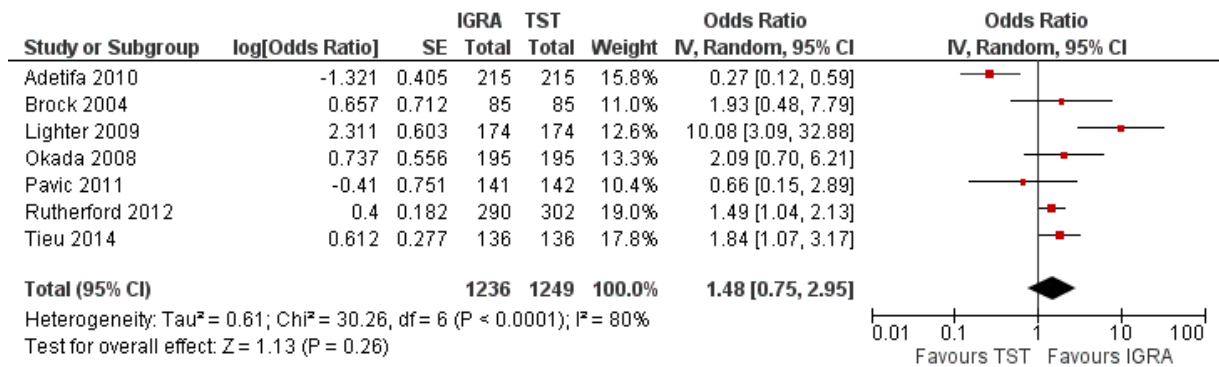 IGRA TST Odds Ratio Odds Ratio
Study or Subgroup log[Odds Ratio] SE Total Total Weight IV, Random, 95% CI IV, Random, 95% CI
Adetifa 2010 -1.321 0.405 215 215 15.8% 0.27 [0.12, 0.59]
Brock 2004 0.657 0.712 85 85 11.0% 1.93 [0.48, 7.79]
Lighter 2009 2.311 0.603 174 174 12.6% 10.08 [3.09, 32.88]
Okada 2008 0.737 0.556 195 195 13.3% 2.09 [0.70, 6.21]
Pavic 2011 -0.41 0.751 141 142 10.4% 0.66 [0.15, 2.89]
Rutherford 2012 0.4 0.182 290 302 19.0% 1.49 [1.04, 2.13]
Tieu 2014 0.612 0.277 136 136 17.8% 1.84 [1.07, 3.17]
Total (95% CI) 1236 1249 100.0% 1.48 [0.75, 2.95]
Heterogeneity: Tau² = 0.61; Chi² = 30.26, df = 6 (P < 0.0001); I² = 80%
Test for overall effect: Z = 1.13 (P = 0.26)
0.01 0.1 1 10 100
Favours TST Favours IGRA